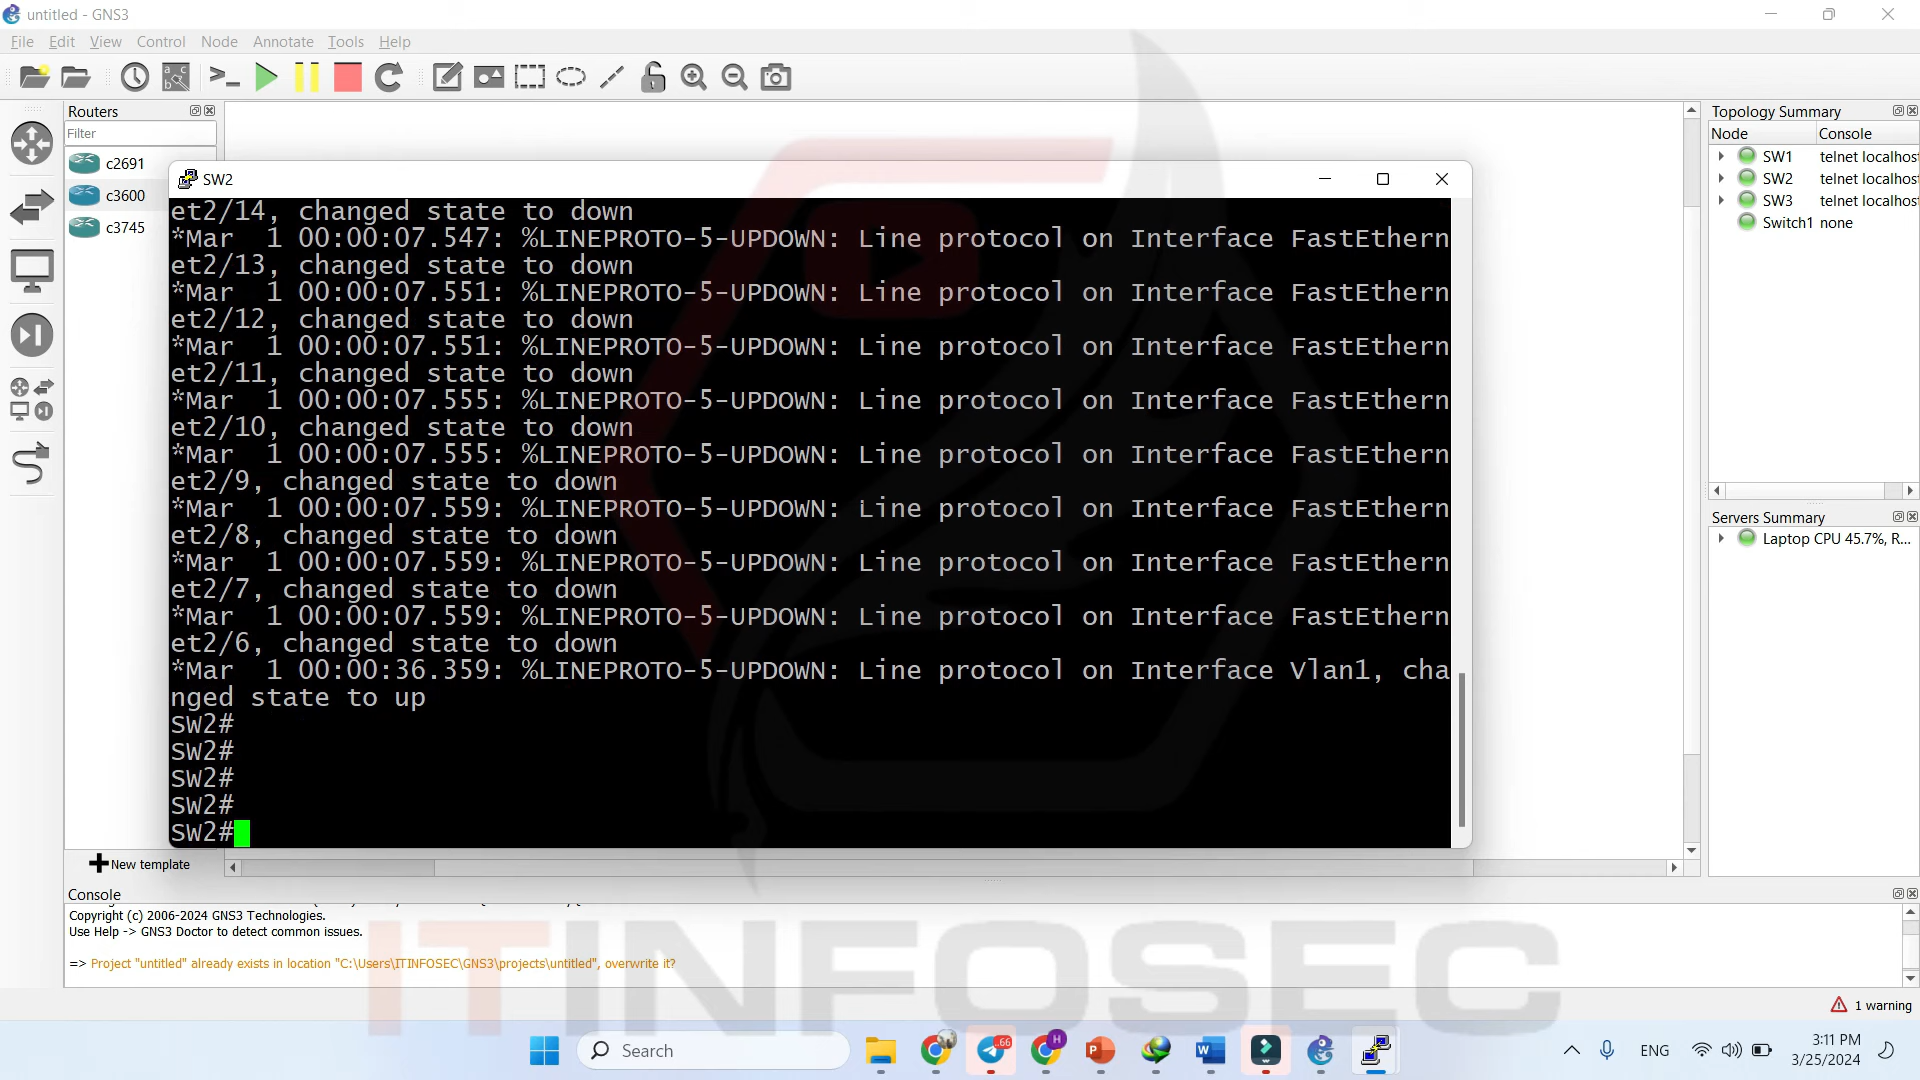 untitled - GNS3
File Edit View Control Node Annotate Tools Help
Routers
Filter
c2691
c3600
c3745
New template
SW2
et2/14, changed state to down
*Mar  1 00:00:07.547: %LINEPROTO-5-UPDOWN: Line protocol on Interface FastEthern
et2/13, changed state to down
*Mar  1 00:00:07.551: %LINEPROTO-5-UPDOWN: Line protocol on Interface FastEthern
et2/12, changed state to down
*Mar  1 00:00:07.551: %LINEPROTO-5-UPDOWN: Line protocol on Interface FastEthern
et2/11, changed state to down
*Mar  1 00:00:07.555: %LINEPROTO-5-UPDOWN: Line protocol on Interface FastEthern
et2/10, changed state to down
*Mar  1 00:00:07.555: %LINEPROTO-5-UPDOWN: Line protocol on Interface FastEthern
et2/9, changed state to down
*Mar  1 00:00:07.559: %LINEPROTO-5-UPDOWN: Line protocol on Interface FastEthern
et2/8, changed state to down
*Mar  1 00:00:07.559: %LINEPROTO-5-UPDOWN: Line protocol on Interface FastEthern
et2/7, changed state to down
*Mar  1 00:00:07.559: %LINEPROTO-5-UPDOWN: Line protocol on Interface FastEthern
et2/6, changed state to down
*Mar  1 00:00:36.359: %LINEPROTO-5-UPDOWN: Line protocol on Interface Vlan1, cha
nged state to up
SW2#
SW2#
SW2#
SW2#
SW2#
Topology Summary
Node Console
SW1 telnet localhos
SW2 telnet localhos
SW3 telnet localhos
Switch1 none
Servers Summary
Laptop CPU 45.7%, R...
Console
Copyright (c) 2006-2024 GNS3 Technologies.
Use Help -> GNS3 Doctor to detect common issues.
=> Project "untitled" already exists in location "C:\Users\ITINFOSEC\GNS3\projects\untitled", overwrite it?
ITINFOSEC
1 warning
Search
66
H
ENG
3:11 PM
3/25/2024